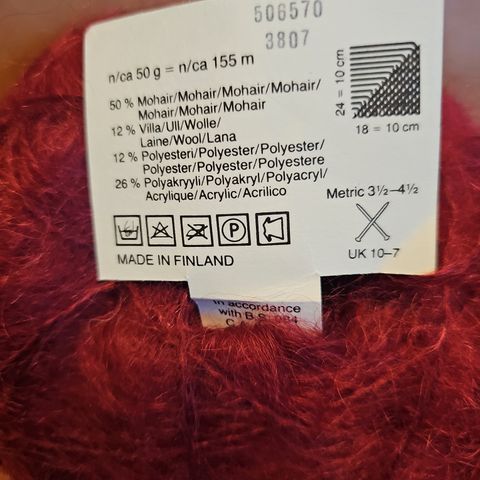 506570
3807
n/ca 50 g = n/ca 155 m
24 = 10 cm
18 = 10 cm
50 % Mohair/Mohair/Mohair/Mohair/
Mohair/Mohair/Mohair
12 % Villa/Ull/Wolle/
Laine/Wool/Lana
12 % Polyesteri/Polyester/Polyester/
Polyester/Polyester/Polyestere
26 % Polyakryyli/Polyakryl/Polyacryl/
Acrylique/Acrylic/Acrilico
Metric 3½–4½
UK 10–7
P
MADE IN FINLAND
in accordance
with B.S. 984